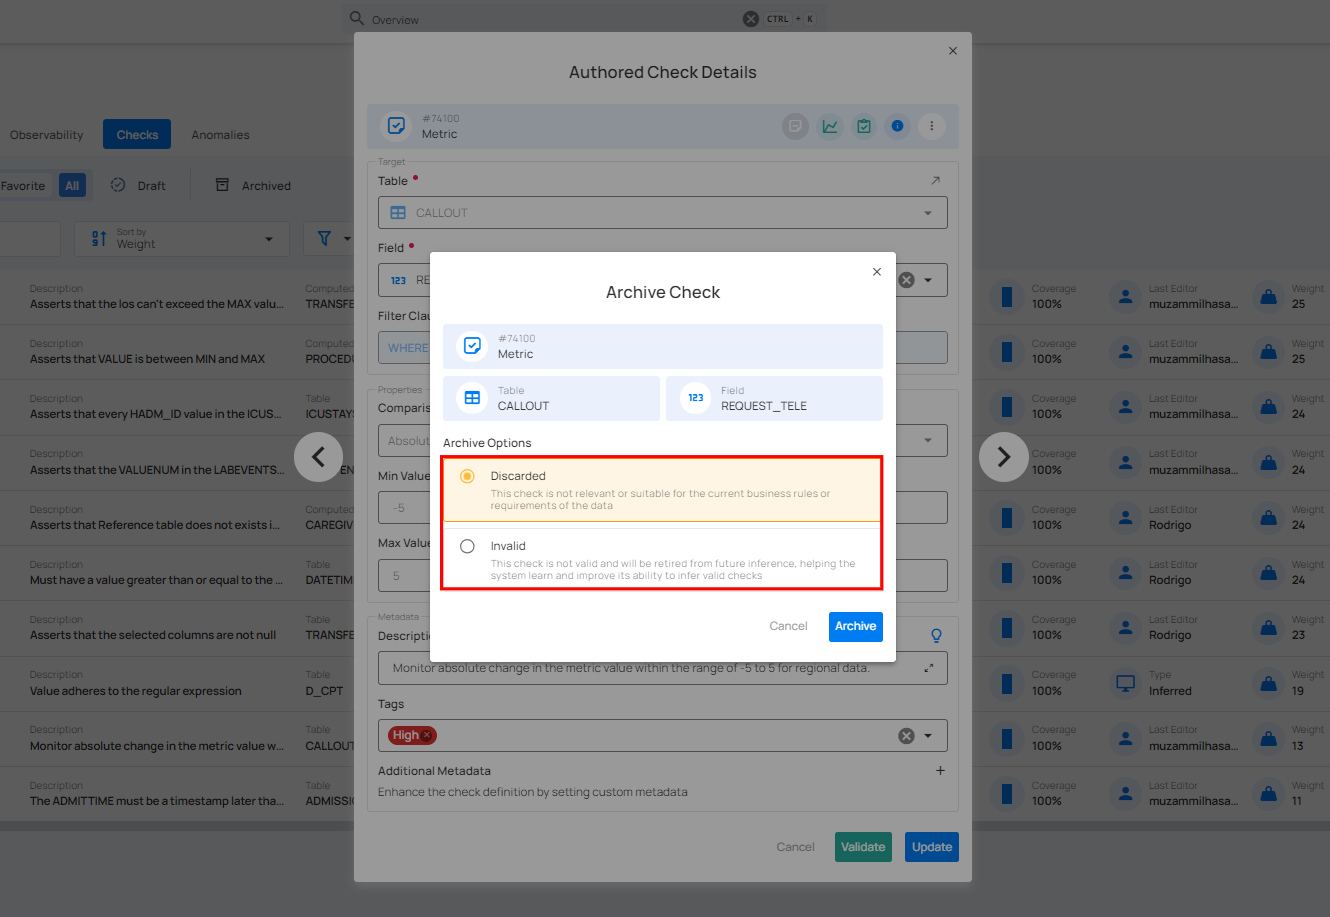 Overview
CTRL + K
Authored Check Details
#74100
Metric
Observability
Checks
Anomalies
Favorite
All
Draft
Archived
Sort by
Weight
Target
Table
CALLOUT
Field
123
RE
Filter Clau
WHERE
Properties
Comparis
Absolut
Min Value
-5
Max Value
5
Metadata
Descripti
Monitor absolute change in the metric value within the range of -5 to 5 for regional data.
Tags
High
Additional Metadata
Enhance the check definition by setting custom metadata
Cancel
Validate
Update
Archive Check
#74100
Metric
Table
CALLOUT
123
Field
REQUEST_TELE
Archive Options
Discarded
This check is not relevant or suitable for the current business rules or
requirements of the data
Invalid
This check is not valid and will be retired from future inference, helping the
system learn and improve its ability to infer valid checks
Cancel
Archive
Description
Asserts that the los can't exceed the MAX valu...
Computed
TRANSFE
Coverage
100%
Last Editor
muzammilhasa...
Weight
25
Description
Asserts that VALUE is between MIN and MAX
Computed
PROCEDU
Coverage
100%
Last Editor
muzammilhasa...
Weight
25
Description
Asserts that every HADM_ID value in the ICUS...
Table
ICUSTAYS
Coverage
100%
Last Editor
muzammilhasa...
Weight
24
Description
Asserts that the VALUENUM in the LABEVENTS...
EN
Coverage
100%
Last Editor
muzammilhasa...
Weight
24
Description
Asserts that Reference table does not exists i...
Computed
CAREGIV
Coverage
100%
Last Editor
Rodrigo
Weight
24
Description
Must have a value greater than or equal to the ...
Table
DATETIM
Coverage
100%
Last Editor
Rodrigo
Weight
24
Description
Asserts that the selected columns are not null
Table
TRANSFE
Coverage
100%
Last Editor
Rodrigo
Weight
23
Description
Value adheres to the regular expression
Table
D_CPT
Coverage
100%
Type
Inferred
Weight
19
Description
Monitor absolute change in the metric value w...
Table
CALLOUT
Coverage
100%
Last Editor
muzammilhasa...
Weight
13
Description
The ADMITTIME must be a timestamp later tha...
Table
ADMISSIO
Coverage
100%
Last Editor
muzammilhasa...
Weight
11